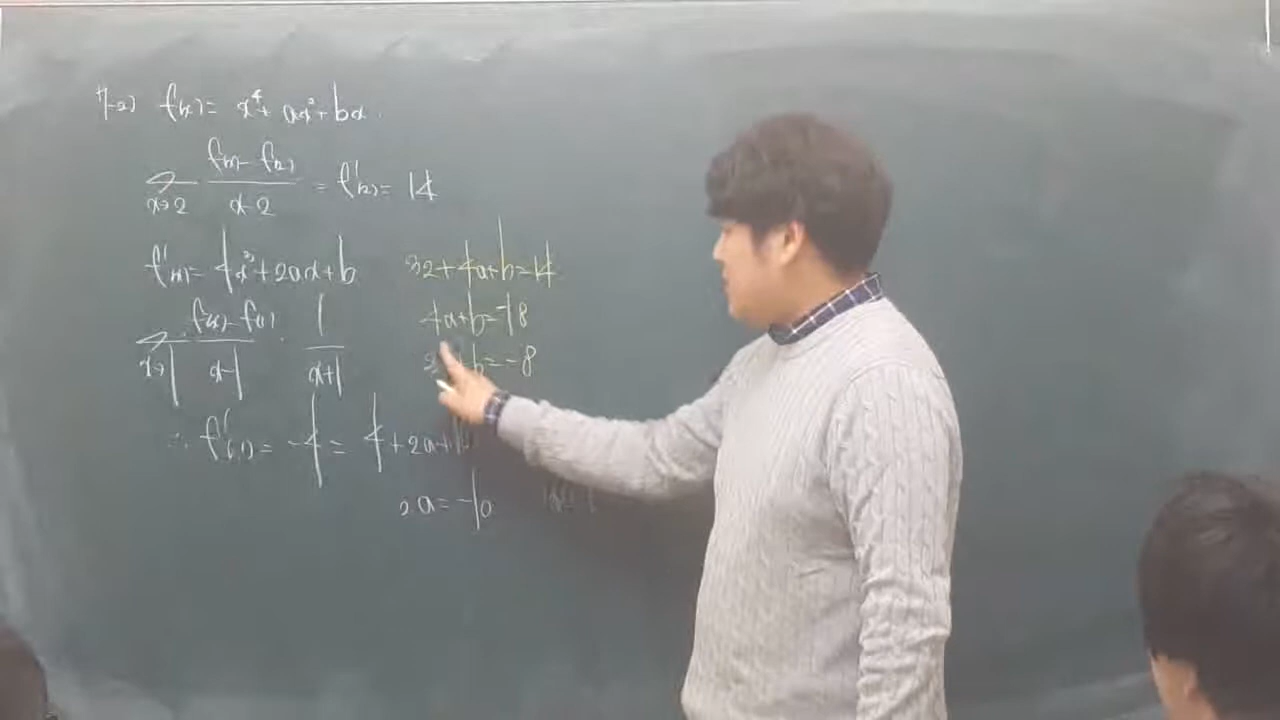 7-2) f(x) = x⁴ + ax² + bx.
lim x→2 f(x) - f(2) / x-2 = f'(2) = 14
f'(x) = 4x³ + 2ax + b
32 + 4a + b = 14
4a + b = -18
lim x→1 f(x) - f(1) / x-1 · 1 / x+1
+b = -8
∴ f'(1) = -4 = 4 + 2a +
2a = -10